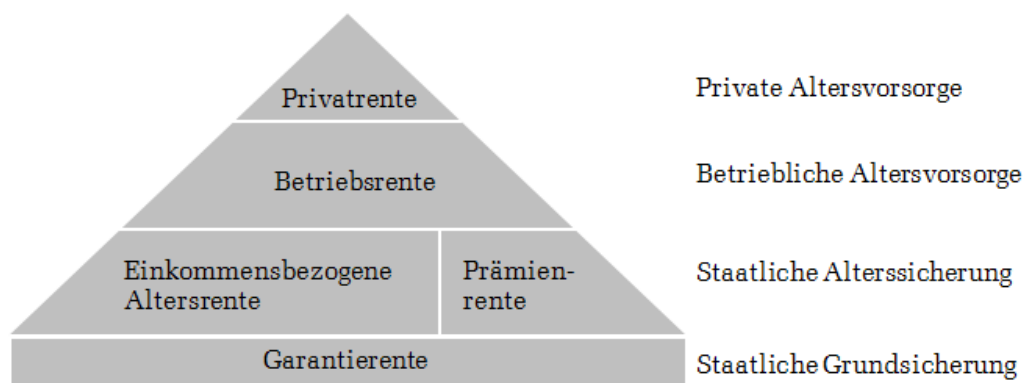 Privatrente
Private Altersvorsorge
Betriebsrente
Betriebliche Altersvorsorge
Einkommensbezogene
Altersrente
Prämien-
rente
Staatliche Alterssicherung
Garantierente
Staatliche Grundsicherung